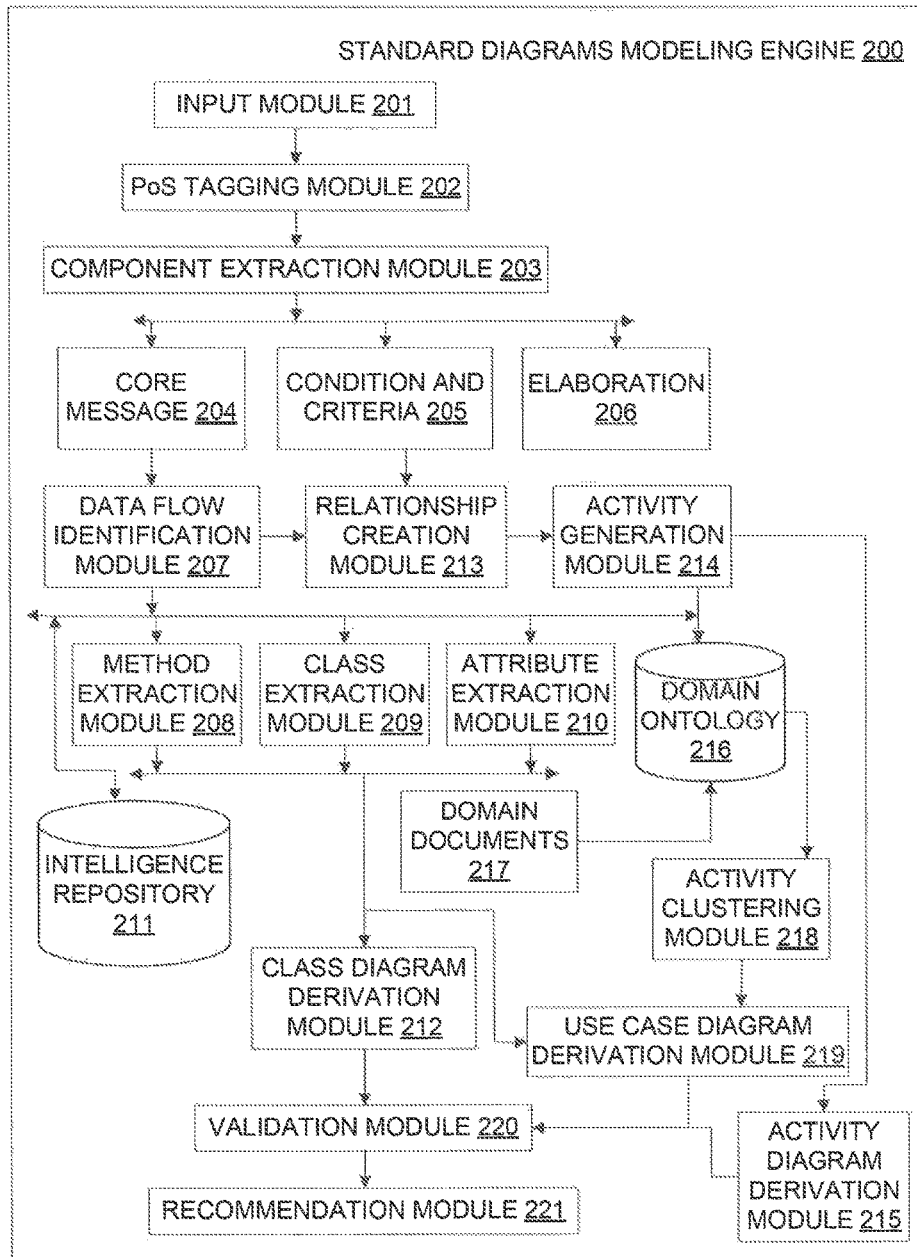 STANDARD DIAGRAMS MODELING ENGINE 200
INPUT MODULE 201
PoS TAGGING MODULE 202
COMPONENT EXTRACTION MODULE 203
CORE
MESSAGE 204
CONDITION AND
CRITERIA 205
ELABORATION
206
DATA FLOW
IDENTIFICATION
MODULE 207
RELATIONSHIP
CREATION
MODULE 213
ACTIVITY
GENERATION
MODULE 214
METHOD
EXTRACTION
MODULE 208
CLASS
EXTRACTION
MODULE 209
ATTRIBUTE
EXTRACTION
MODULE 210
DOMAIN
ONTOLOGY
216
INTELLIGENCE
REPOSITORY
211
DOMAIN
DOCUMENTS
217
ACTIVITY
CLUSTERING
MODULE 218
CLASS DIAGRAM
DERIVATION
MODULE 212
USE CASE DIAGRAM
DERIVATION MODULE 219
VALIDATION MODULE 220
ACTIVITY
DIAGRAM
DERIVATION
MODULE 215
RECOMMENDATION MODULE 221